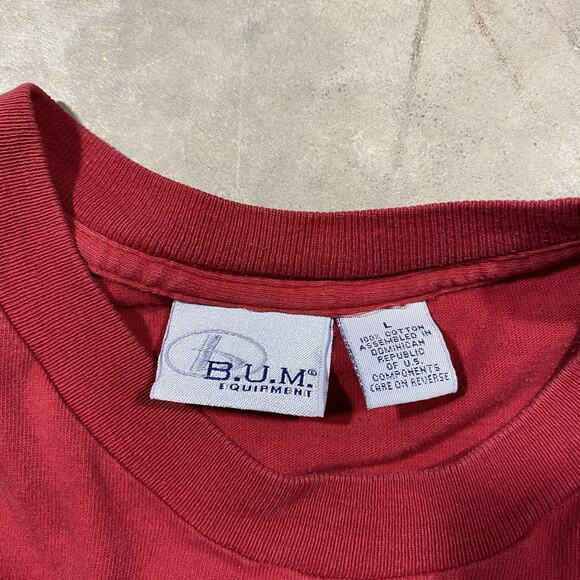 B.U.M.®
EQUIPMENT
L
100% COTTON
ASSEMBLED IN
DOMINICAN
REPUBLIC
OF U.S.
COMPONENTS
CARE ON REVERSE